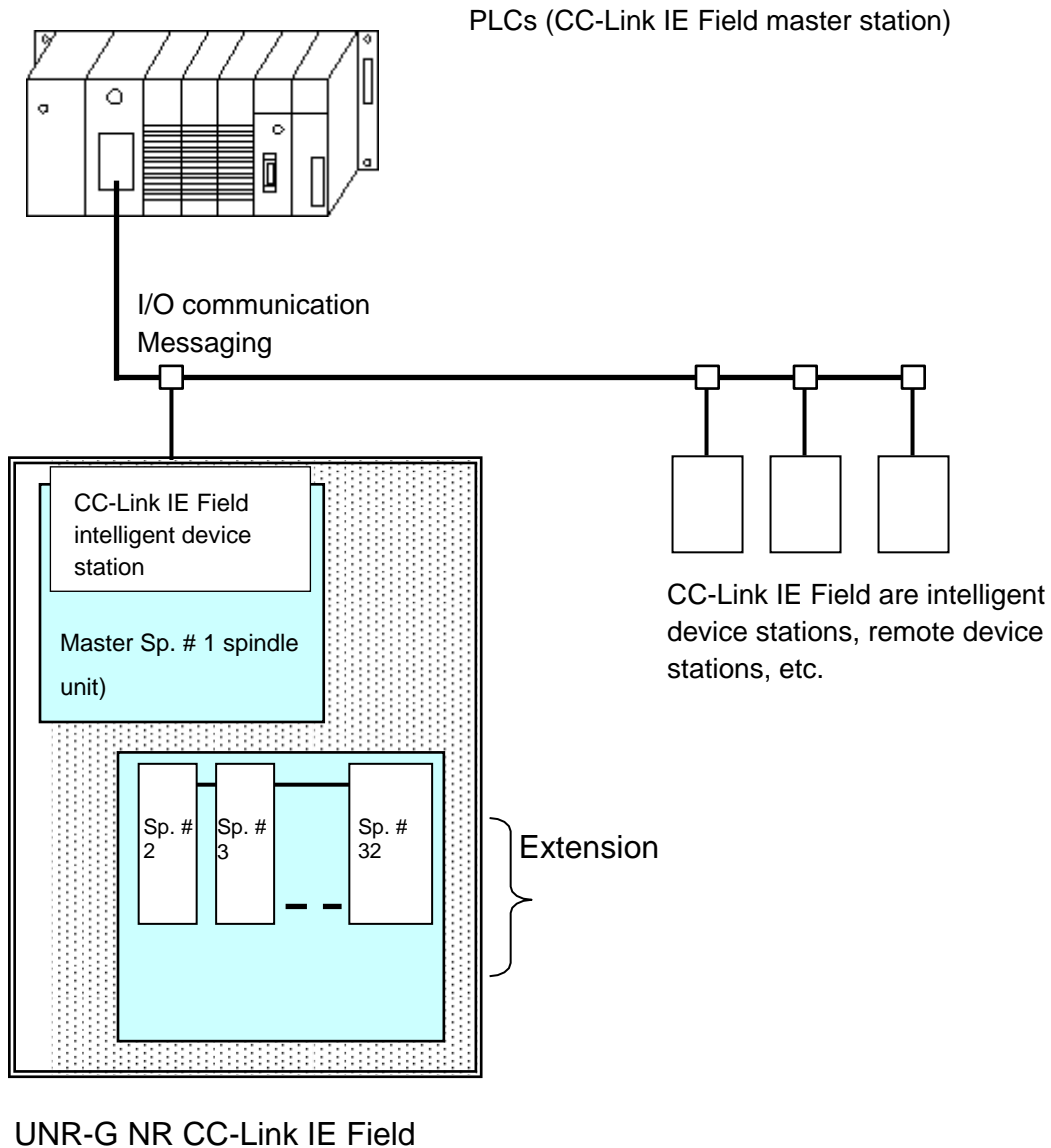 PLCs (CC-Link IE Field master station)
I/O communication
Messaging
CC-Link IE Field
intelligent device
station
Master Sp. # 1 spindle
unit)
CC-Link IE Field are intelligent
device stations, remote device
stations, etc.
Sp. #
2
Sp. #
3
Sp. #
32
Extension
UNR-G NR CC-Link IE Field